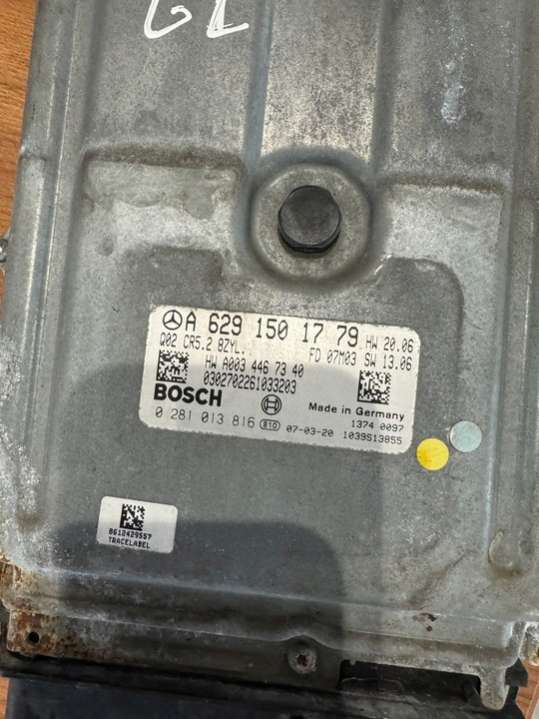 GL
A 629 150 17 79 HW 20.06
Q02 CR5.2 8ZYL. FD 07M03 SW 13.06
HW A003 446 73 40
0302702261033203
BOSCH Made in Germany
1374 0097
0 281 013 816 810 07-03-20 1039S13855
8612429557
TRACELABEL